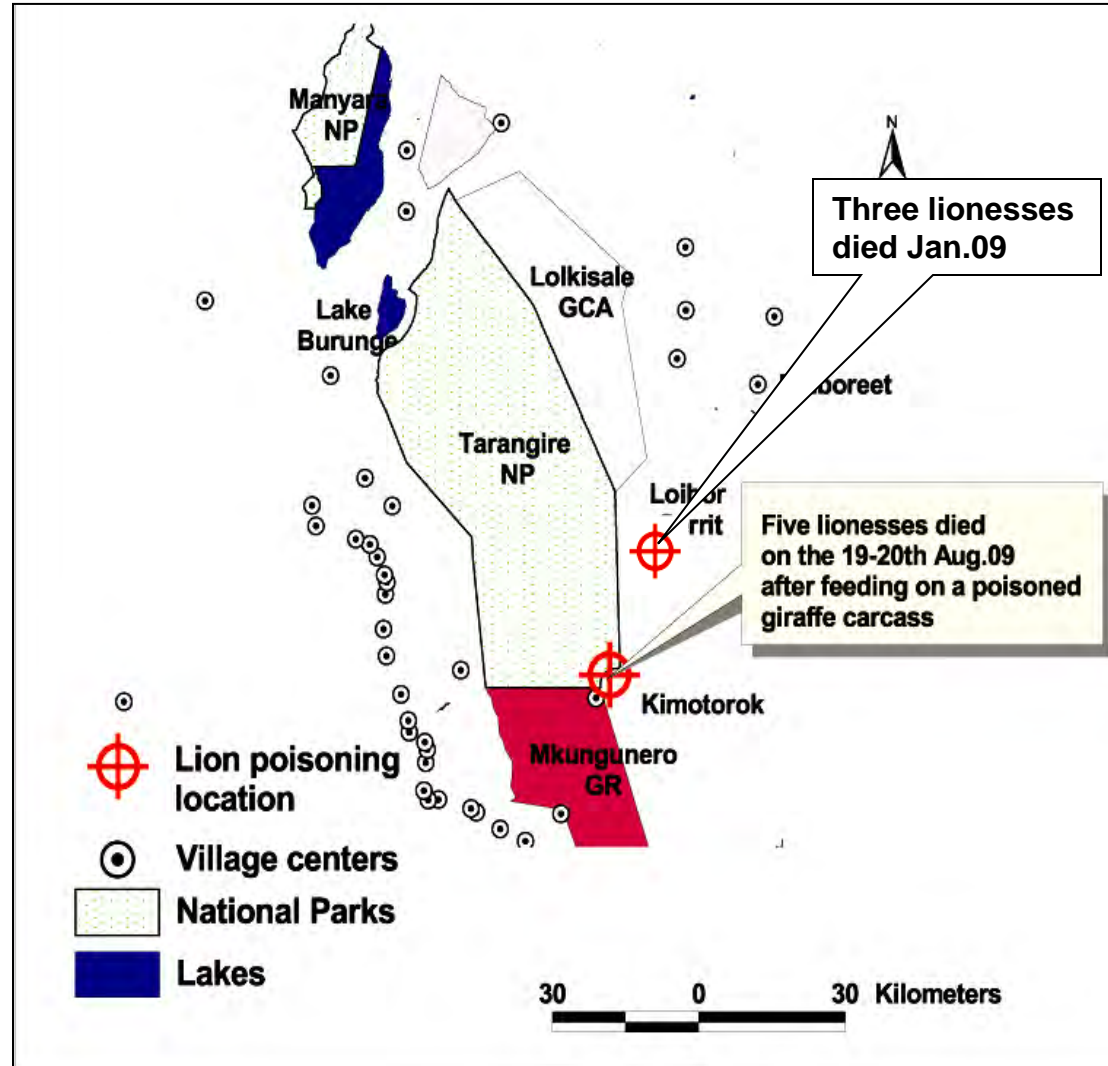 Manyara
NP
N
Three lionesses
died Jan.09
Lolkisale
GCA
Lake
Burunge
Tarangire
NP
Loibor
Five lionesses died
on the 19-20th Aug.09
after feeding on a poisoned
giraffe carcass
Kimotorok
Mkungunero
GR
Lion poisoning
location
Village centers
National Parks
Lakes
30 0 30 Kilometers